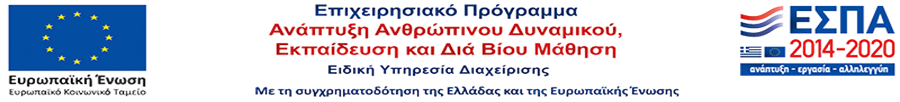 Ευρωπαϊκή Ένωση
Ευρωπαϊκό Κοινωνικό Ταμείο
Επιχειρησιακό Πρόγραμμα
Ανάπτυξη Ανθρώπινου Δυναμικού,
Εκπαίδευση και Διά Βίου Μάθηση
Ειδική Υπηρεσία Διαχείρισης
Με τη συγχρηματοδότηση της Ελλάδας και της Ευρωπαϊκής Ένωσης
ΕΣΠΑ
2014-2020
ανάπτυξη - εργασία - αλληλεγγύη